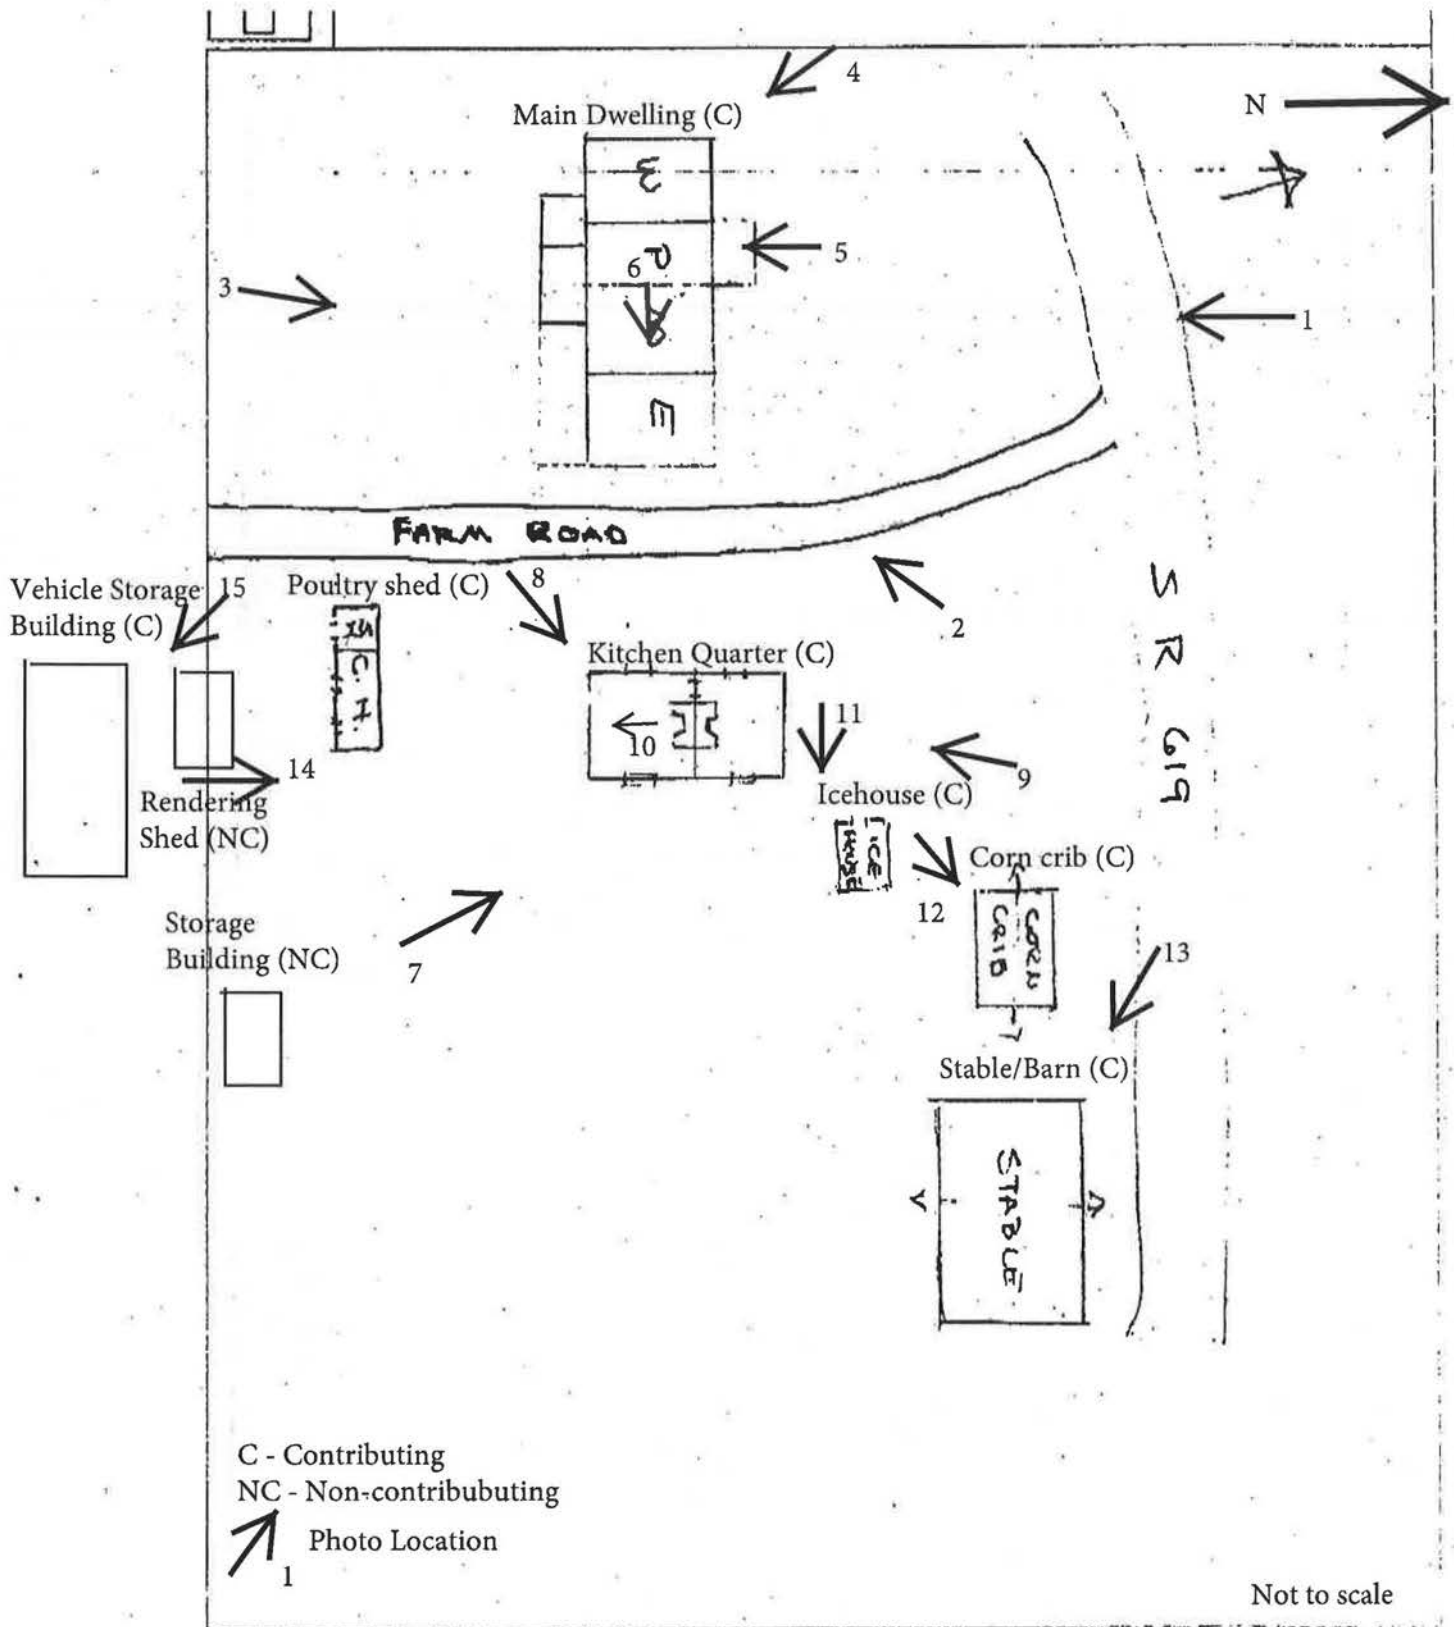 4
N
Main Dwelling (C)
W
P
6
5
3
1
E
FARM ROAD
8
Vehicle Storage
Building (C)
15
Poultry shed (C)
2
SR 619
Kitchen Quarter (C)
C.H.
10
11
9
14
Rendering
Shed (NC)
Icehouse (C)
ICE
HOUSE
Corn crib (C)
12
CORN
CRIB
Storage
Building (NC)
7
13
Stable/Barn (C)
STABLE
C - Contributing
NC - Non-contribubuting
Photo Location
1
Not to scale